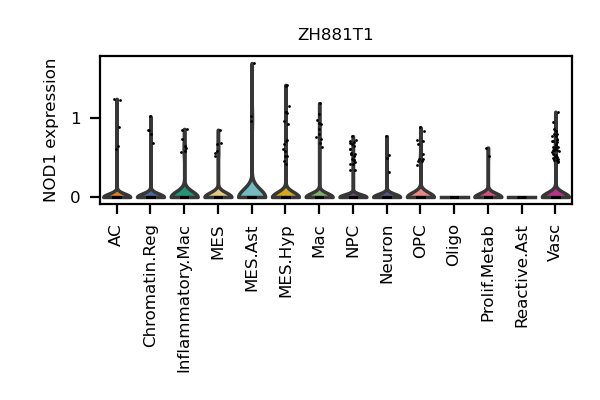 ZH881T1
NOD1 expression
1
0
AC
Chromatin.Reg
Inflammatory.Mac
MES
MES.Ast
MES.Hyp
Mac
NPC
Neuron
OPC
Oligo
Prolif.Metab
Reactive.Ast
Vasc